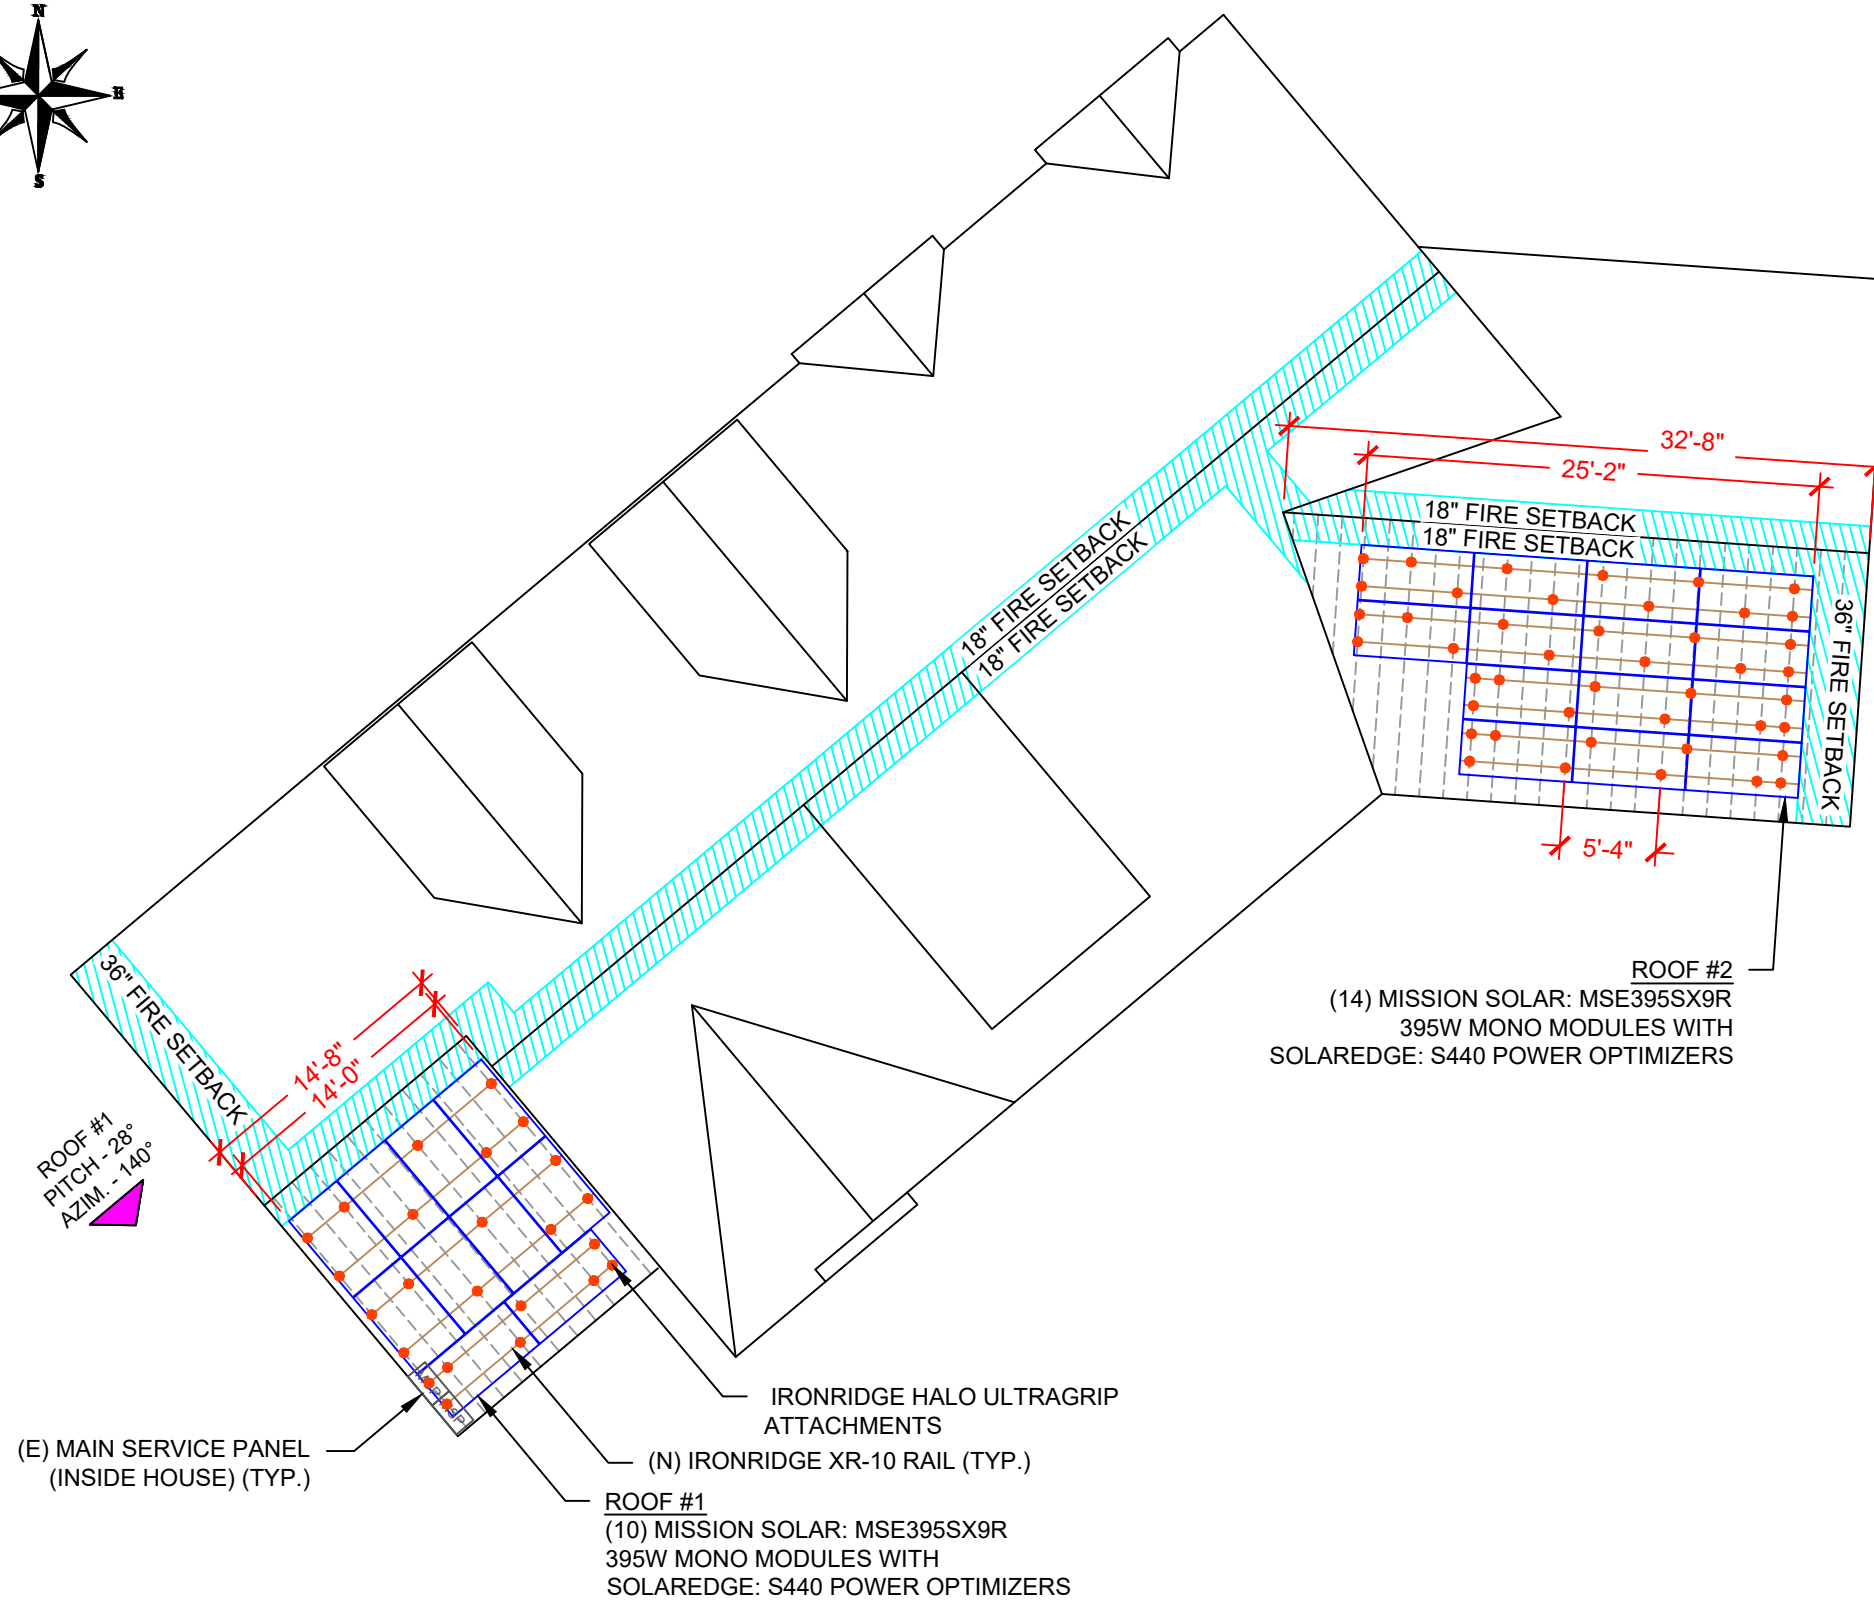 N
E
S
32'-8"
25'-2"
18" FIRE SETBACK
18" FIRE SETBACK
36" FIRE SETBACK
18" FIRE SETBACK
18" FIRE SETBACK
5'-4"
36" FIRE SETBACK
14'-8"
14'-0"
ROOF #1
PITCH - 28°
AZIM. - 140°
ROOF #2
(14) MISSION SOLAR: MSE395SX9R
395W MONO MODULES WITH
SOLAREDGE: S440 POWER OPTIMIZERS
IRONRIDGE HALO ULTRAGRIP
ATTACHMENTS
(E) MAIN SERVICE PANEL
(INSIDE HOUSE) (TYP.)
(N) IRONRIDGE XR-10 RAIL (TYP.)
ROOF #1
(10) MISSION SOLAR: MSE395SX9R
395W MONO MODULES WITH
SOLAREDGE: S440 POWER OPTIMIZERS